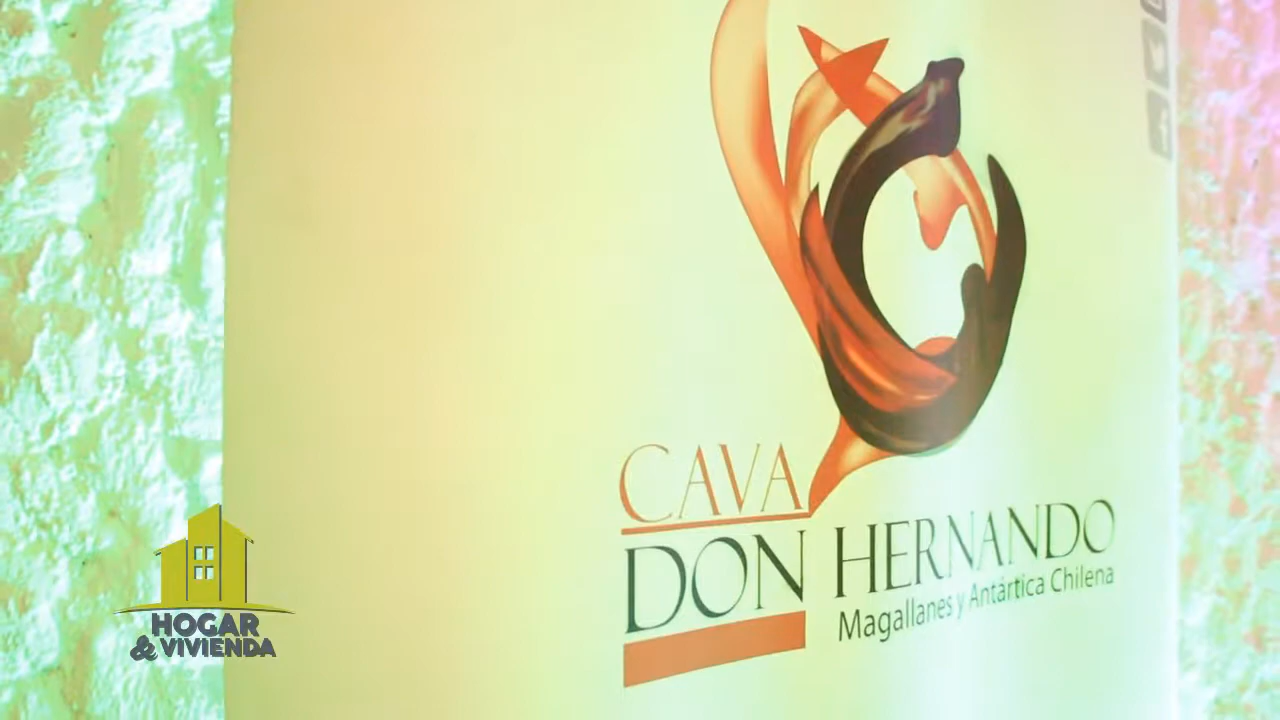 CAVA
DON HERNANDO
Magallanes y Antártica Chilena
HOGAR
& VIVIENDA